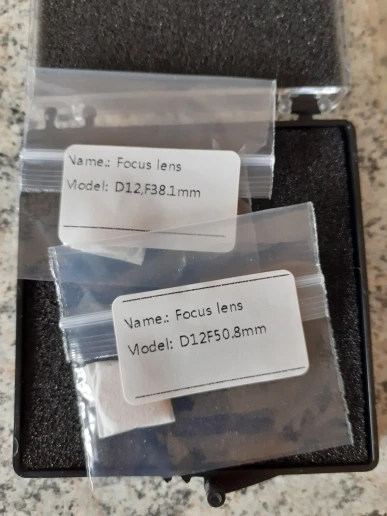 Name.: Focus lens
Model: D12,F38.1mm
Name.: Focus lens
Model: D12F50.8mm